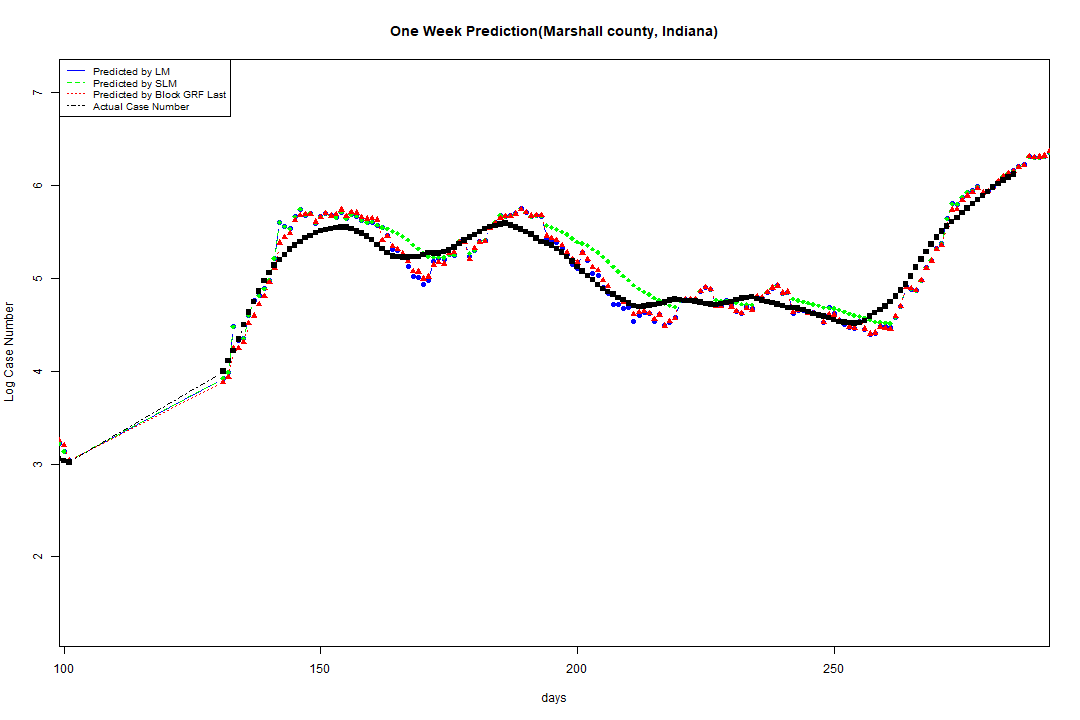 One Week Prediction(Marshall county, Indiana)
Predicted by LM
Predicted by SLM
Predicted by Block GRF Last
Actual Case Number
7
6
5
4
3
2
Log Case Number
100 150 200 250
days